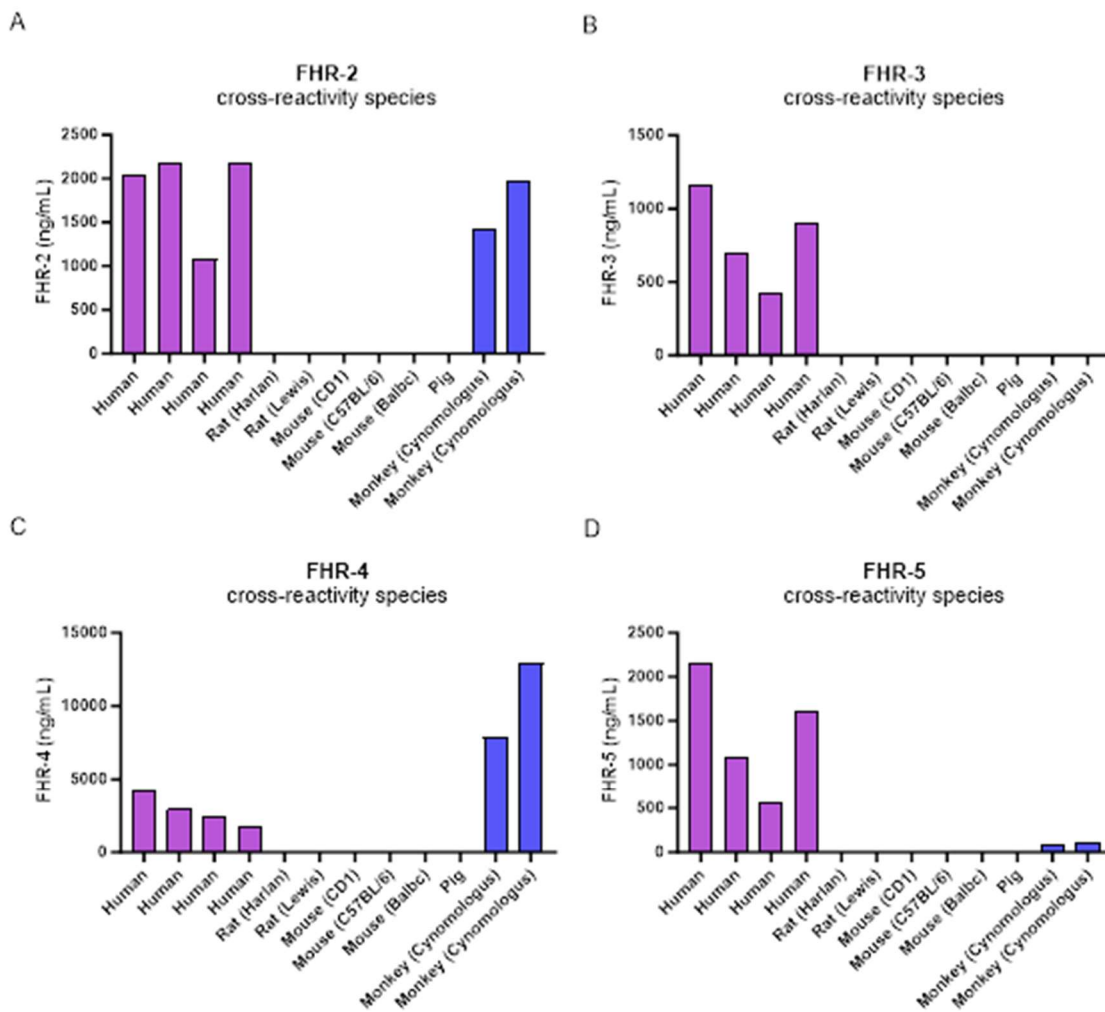 A
FHR-2
cross-reactivity species
FHR-2 (ng/mL)
2500
2000
1500
1000
500
0
Human
Human
Human
Human
Rat (Harlan)
Rat (Lewis)
Mouse (CD1)
Mouse (C57BL/6)
Mouse (Balbc)
Pig
Monkey (Cynomologus)
Monkey (Cynomologus)
B
FHR-3
cross-reactivity species
FHR-3 (ng/mL)
1500
1000
500
0
Human
Human
Human
Human
Rat (Harlan)
Rat (Lewis)
Mouse (CD1)
Mouse (C57BL/6)
Mouse (Balbc)
Pig
Monkey (Cynomologus)
Monkey (Cynomologus)
C
FHR-4
cross-reactivity species
FHR-4 (ng/mL)
15000
10000
5000
0
Human
Human
Human
Human
Rat (Harlan)
Rat (Lewis)
Mouse (CD1)
Mouse (C57BL/6)
Mouse (Balbc)
Pig
Monkey (Cynomologus)
Monkey (Cynomologus)
D
FHR-5
cross-reactivity species
FHR-5 (ng/mL)
2500
2000
1500
1000
500
0
Human
Human
Human
Human
Rat (Harlan)
Rat (Lewis)
Mouse (CD1)
Mouse (C57BL/6)
Mouse (Balbc)
Pig
Monkey (Cynomologus)
Monkey (Cynomologus)